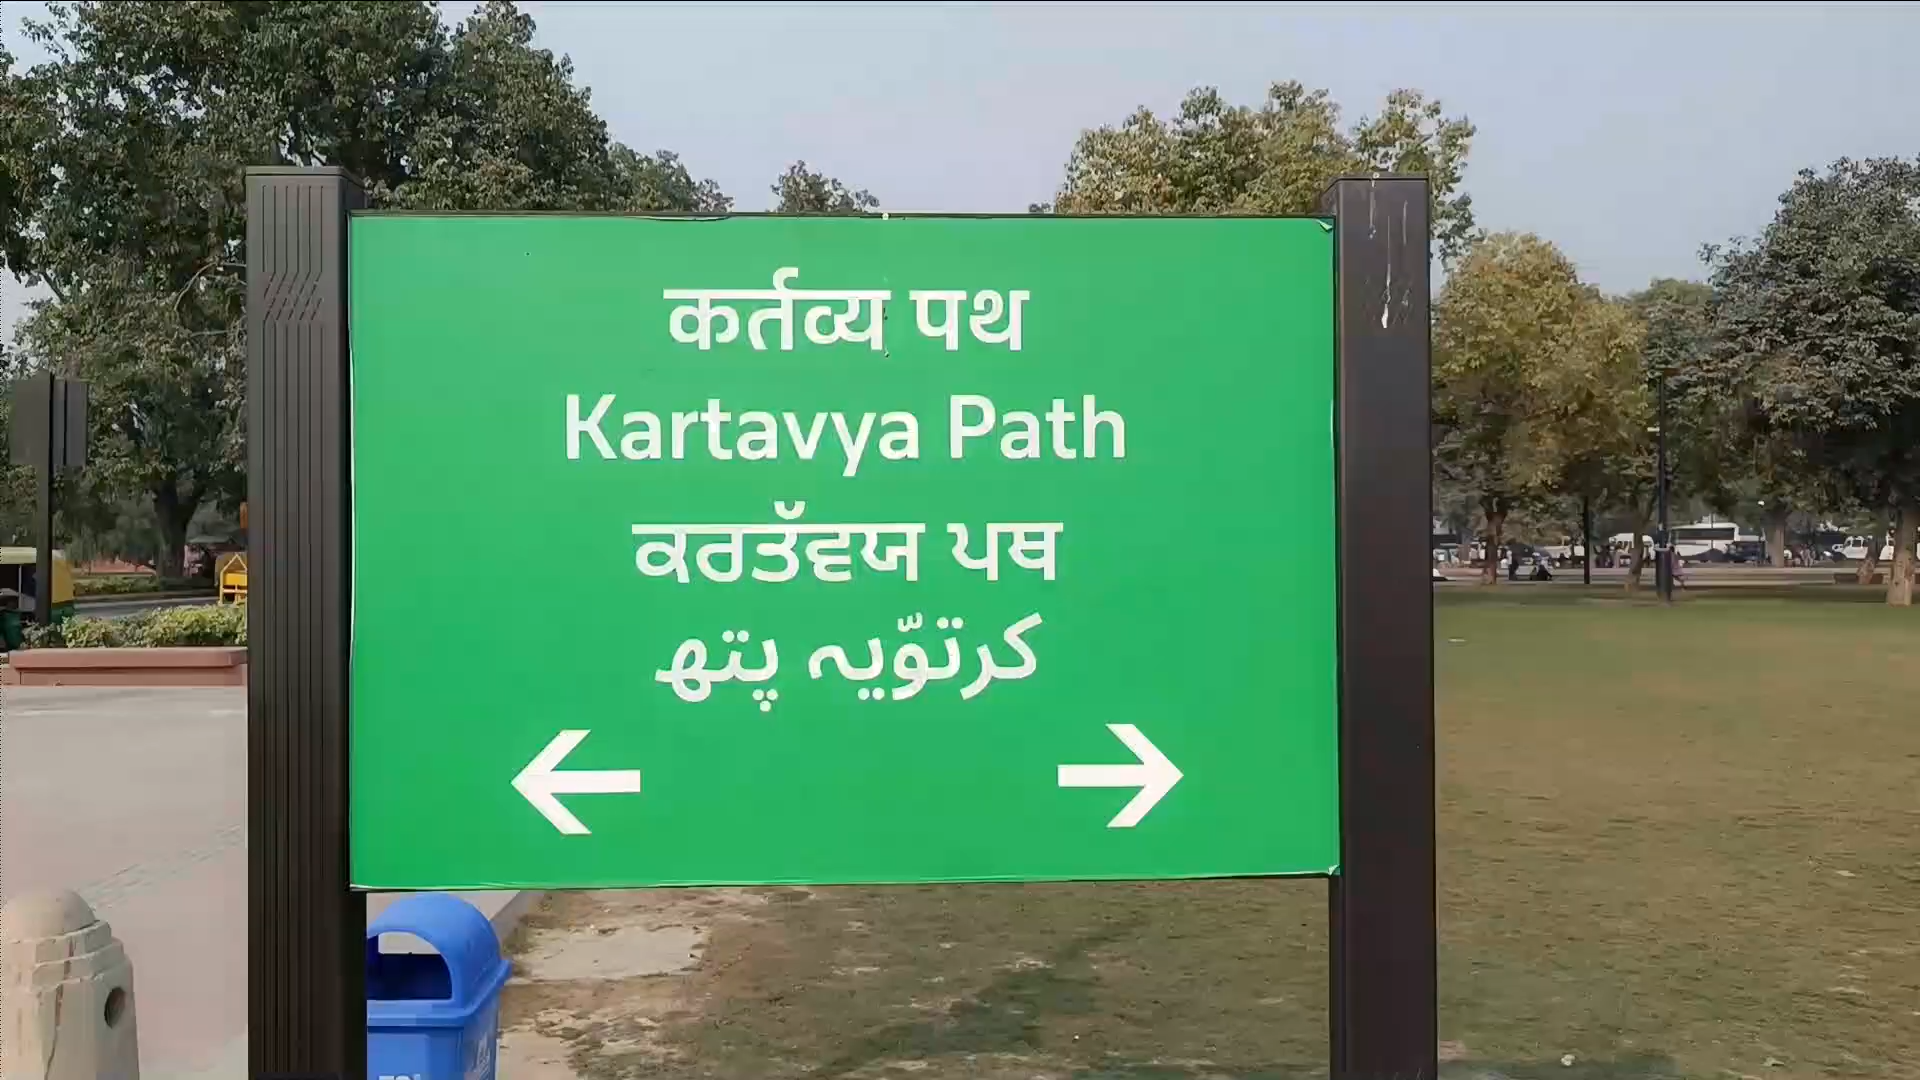 कर्तव्य पथ
Kartavya Path
ਕਰਤੱਵਯ ਪਥ
کرتوّیہ پتھ